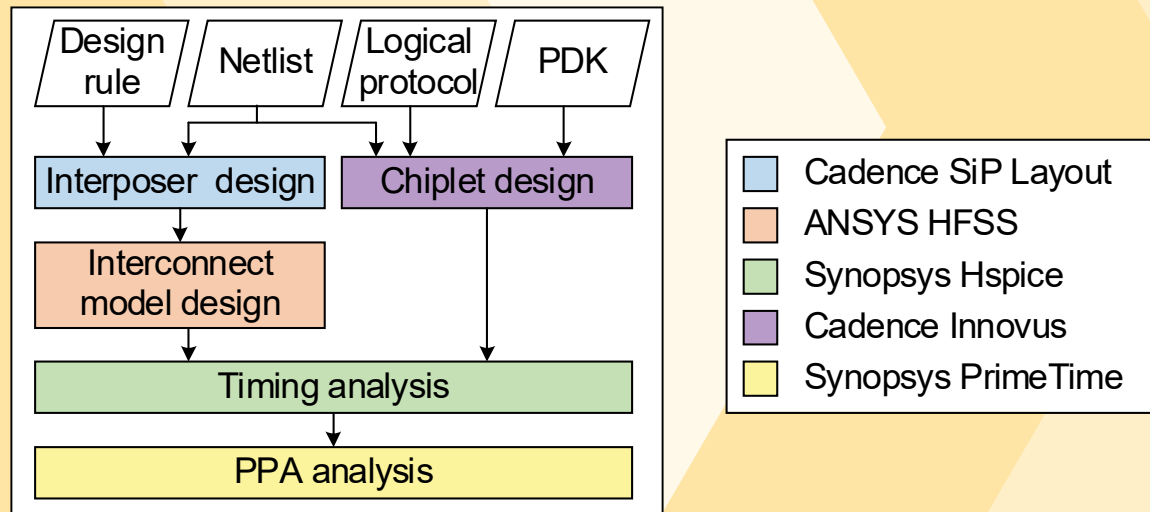 Design
rule
Netlist
Logical
protocol
PDK
Interposer design
Chiplet design
Interconnect
model design
Timing analysis
PPA analysis
Cadence SiP Layout
ANSYS HFSS
Synopsys Hspice
Cadence Innovus
Synopsys PrimeTime